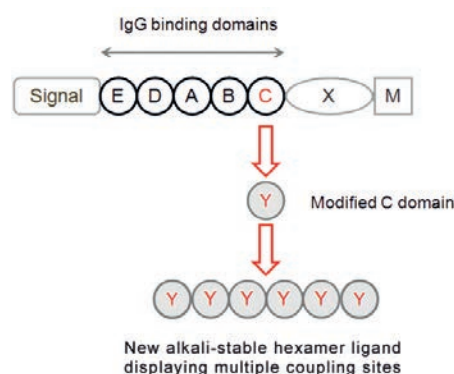 IgG binding domains
Signal E D A B C X M
Y
Modified C domain
Y Y Y Y Y Y
New alkali-stable hexamer ligand
displaying multiple coupling sites